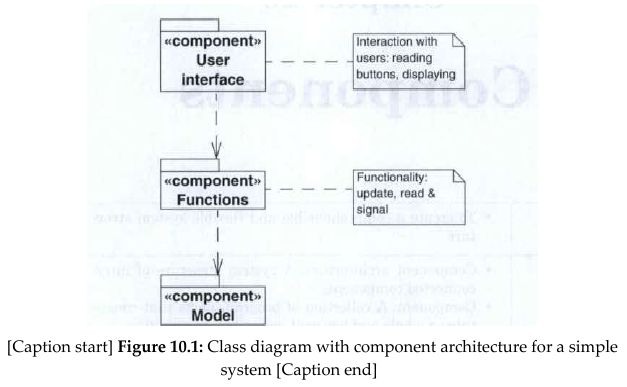 «component»
User
interface
Interaction with
users: reading
buttons, displaying
«component»
Functions
Functionality:
update, read &
signal
«component»
Model
[Caption start] Figure 10.1: Class diagram with component architecture for a simple
system [Caption end]